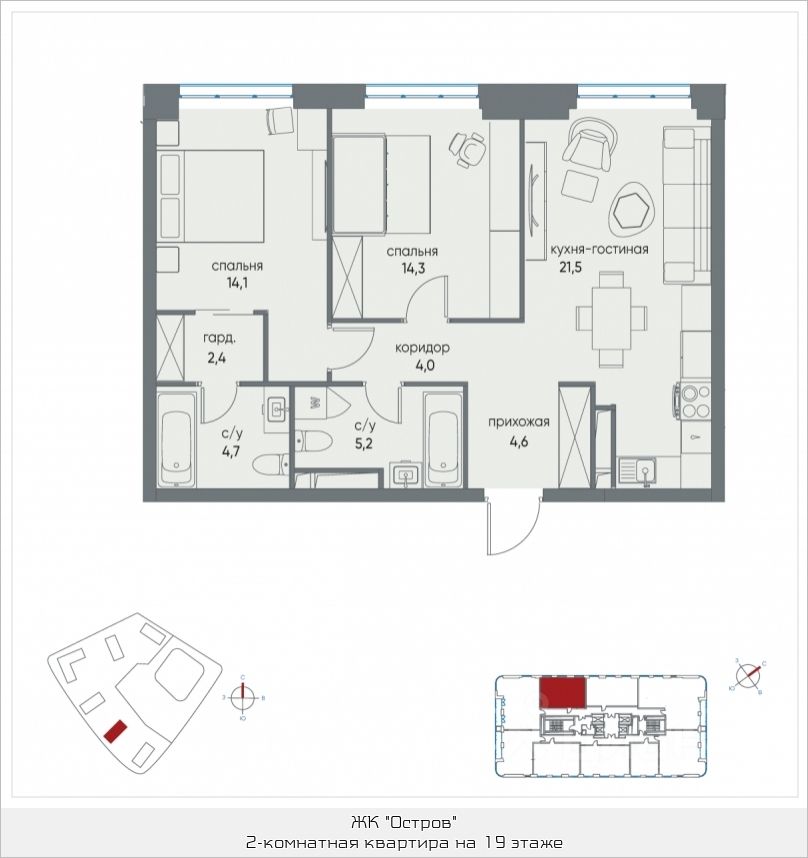 спальня
14,1
спальня
14,3
кухня-гостиная
21,5
гард.
2,4
коридор
4,0
с/у
4,7
с/у
5,2
прихожая
4,6
С
З В
Ю
З С
Ю В
ЖК "Остров"
2-комнатная квартира на 19 этаже